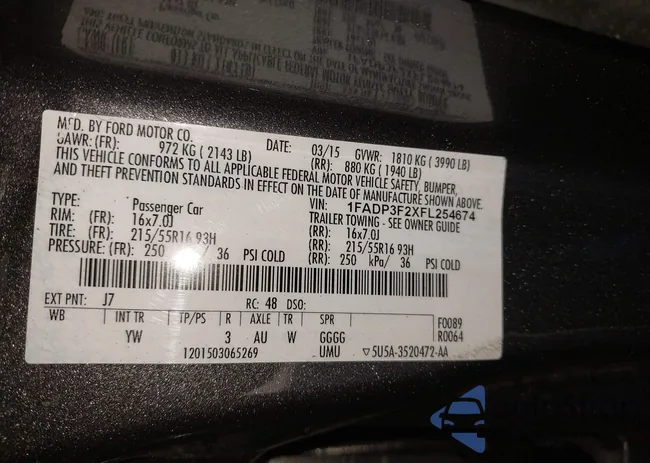 MFD. BY FORD MOTOR CO.
DATE: 03/15 GVWR: 1810 KG ( 3990 LB)
GAWR: (FR): 972 KG ( 2143 LB) (RR): 880 KG ( 1940 LB)
THIS VEHICLE CONFORMS TO ALL APPLICABLE FEDERAL MOTOR VEHICLE SAFETY, BUMPER,
AND THEFT PREVENTION STANDARDS IN EFFECT ON THE DATE OF MANUFACTURE SHOWN ABOVE.
VIN: 1FADP3F2XFL254674
TYPE: Passenger Car TRAILER TOWING - SEE OWNER GUIDE
RIM: (FR): 16x7.0J (RR): 16x7.0J
TIRE: (FR): 215/55R16 93H (RR): 215/55R16 93H
PRESSURE: (FR): 250 kPa/ 36 PSI COLD (RR): 250 kPa/ 36 PSI COLD
EXT PNT: J7 RC: 48 DSO:
WB INT TR TP/PS R AXLE TR SPR F0089
YW 3 AU W GGGG R0064
1201503065269 UMU ▽5U5A-3520472-AA